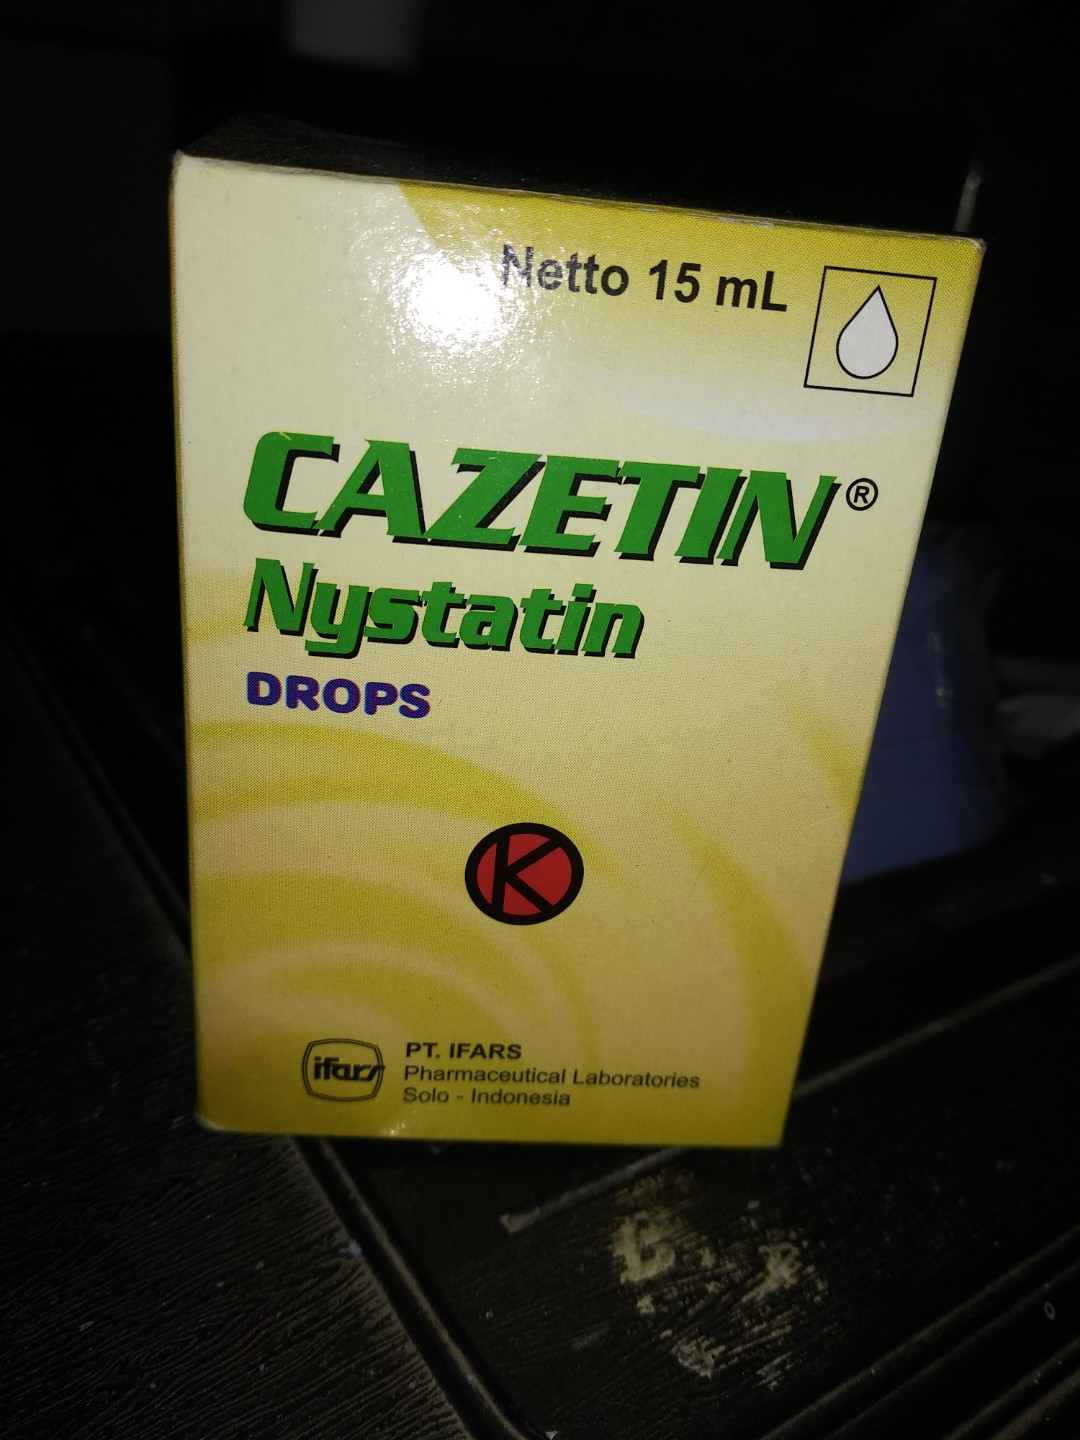 Netto 15 mL
CAZETIN®
Nystatin
DROPS
K
ifars
PT. IFARS
Pharmaceutical Laboratories
Solo - Indonesia